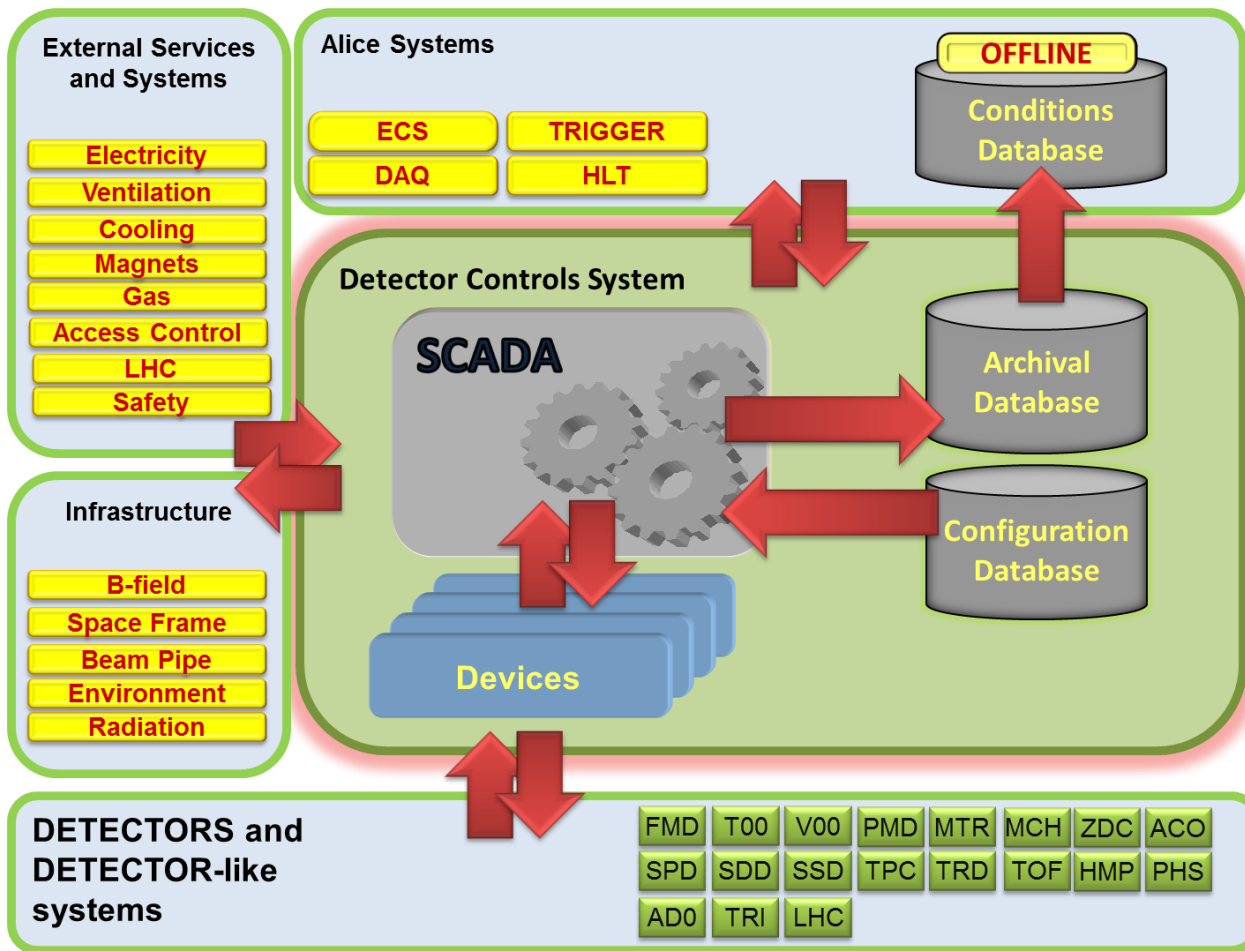 External Services
and Systems
Electricity
Ventilation
Cooling
Magnets
Gas
Access Control
LHC
Safety
Infrastructure
B-field
Space Frame
Beam Pipe
Environment
Radiation
Alice Systems
ECS
TRIGGER
DAQ
HLT
OFFLINE
Conditions
Database
Detector Controls System
SCADA
Archival
Database
Configuration
Database
Devices
DETECTORS and
DETECTOR-like
systems
FMD T00 V00 PMD MTR MCH ZDC ACO
SPD SDD SSD TPC TRD TOF HMP PHS
AD0 TRI LHC